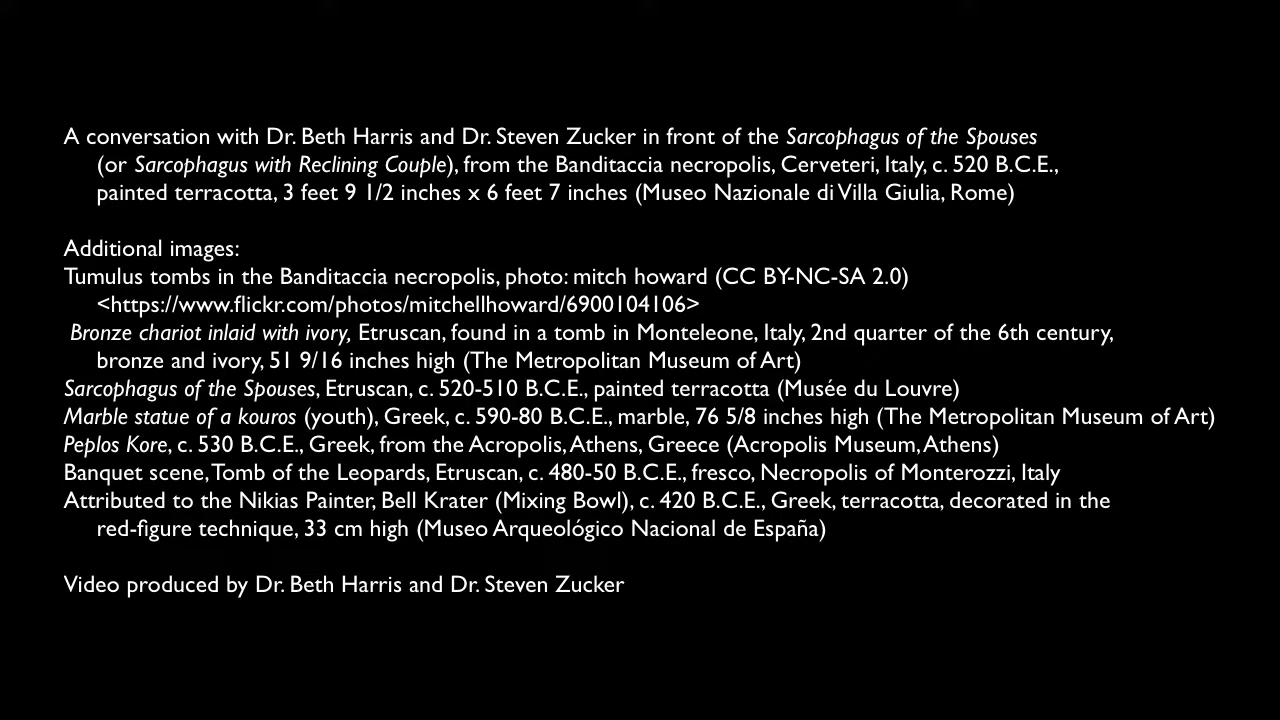 A conversation with Dr. Beth Harris and Dr. Steven Zucker in front of the Sarcophagus of the Spouses
(or Sarcophagus with Reclining Couple), from the Banditaccia necropolis, Cerveteri, Italy, c. 520 B.C.E.,
painted terracotta, 3 feet 9 1/2 inches x 6 feet 7 inches (Museo Nazionale di Villa Giulia, Rome)
Additional images:
Tumulus tombs in the Banditaccia necropolis, photo: mitch howard (CC BY-NC-SA 2.0)
<https://www.flickr.com/photos/mitchellhoward/6900104106>
Bronze chariot inlaid with ivory, Etruscan, found in a tomb in Monteleone, Italy, 2nd quarter of the 6th century,
bronze and ivory, 51 9/16 inches high (The Metropolitan Museum of Art)
Sarcophagus of the Spouses, Etruscan, c. 520-510 B.C.E., painted terracotta (Musée du Louvre)
Marble statue of a kouros (youth), Greek, c. 590-80 B.C.E., marble, 76 5/8 inches high (The Metropolitan Museum of Art)
Peplos Kore, c. 530 B.C.E., Greek, from the Acropolis, Athens, Greece (Acropolis Museum, Athens)
Banquet scene, Tomb of the Leopards, Etruscan, c. 480-50 B.C.E., fresco, Necropolis of Monterozzi, Italy
Attributed to the Nikias Painter, Bell Krater (Mixing Bowl), c. 420 B.C.E., Greek, terracotta, decorated in the
red-figure technique, 33 cm high (Museo Arqueológico Nacional de España)
Video produced by Dr. Beth Harris and Dr. Steven Zucker